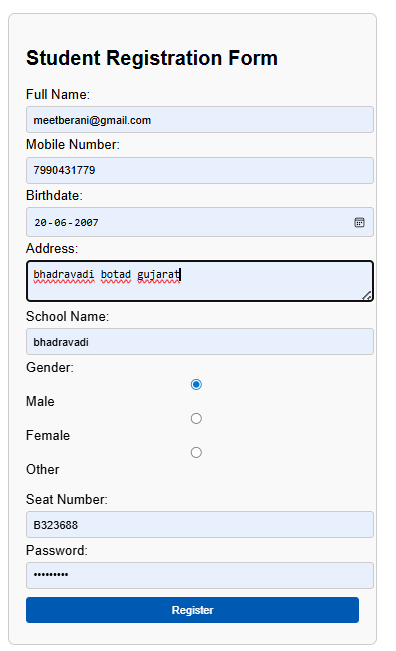 Student Registration Form
Full Name:
meetberani@gmail.com
Mobile Number:
7990431779
Birthdate:
20-06-2007
Address:
bhadravadi botad gujarat
School Name:
bhadravadi
Gender:
Male
Female
Other
Seat Number:
B323688
Password:
•••••••••
Register